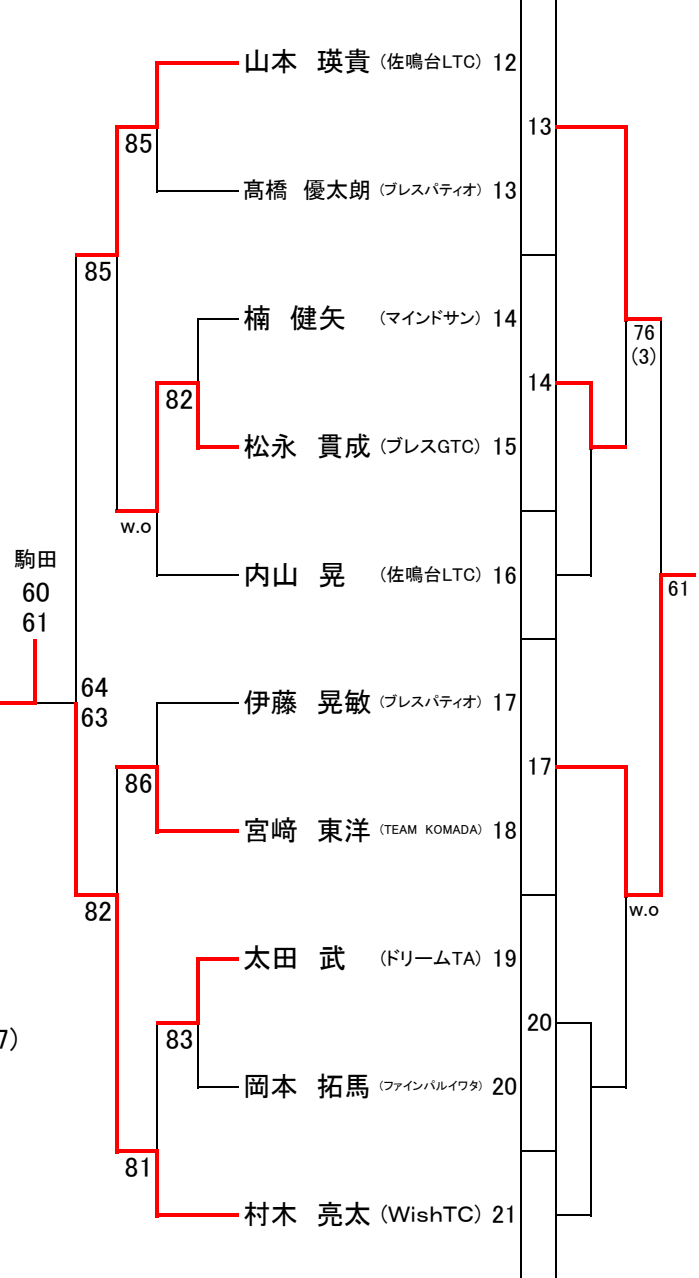 山本 瑛貴 (佐鳴台LTC) 12
13
85
髙橋 優太朗 (ブレスパティオ) 13
85
楠 健矢 (マインドサン) 14
76
(3)
14
82
松永 貫成 (ブレスGTC) 15
w.o
駒田
60
61
内山 晃 (佐鳴台LTC) 16
61
64
63
伊藤 晃敏 (ブレスパティオ) 17
17
86
宮﨑 東洋 (TEAM KOMADA) 18
82
w.o
太田 武 (ドリームTA) 19
20
7)
83
岡本 拓馬 (ファインパルイワタ) 20
81
村木 亮太 (WishTC) 21